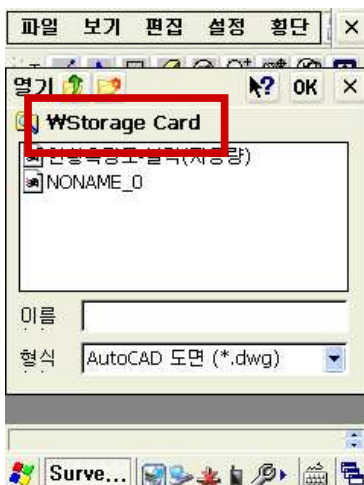 파일 보기 편집 설정 횡단 ×
열기 OK ×
₩Storage Card
NONAME_0
이름
형식 AutoCAD 도면 (*.dwg)
Surve...